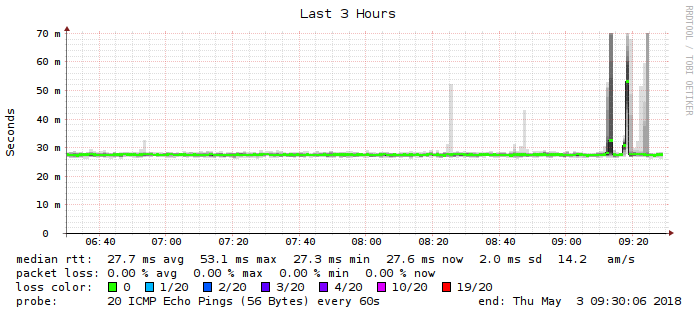 Last 3 Hours
RRDTOOL / TOBI OETIKER
Seconds
70 m
60 m
50 m
40 m
30 m
20 m
10 m
0
06:40 07:00 07:20 07:40 08:00 08:20 08:40 09:00 09:20
median rtt: 27.7 ms avg 53.1 ms max 27.3 ms min 27.6 ms now 2.0 ms sd 14.2 am/s
packet loss: 0.00 % avg 0.00 % max 0.00 % min 0.00 % now
loss color: 0 1/20 2/20 3/20 4/20 10/20 19/20
probe: 20 ICMP Echo Pings (56 Bytes) every 60s end: Thu May 3 09:30:06 2018